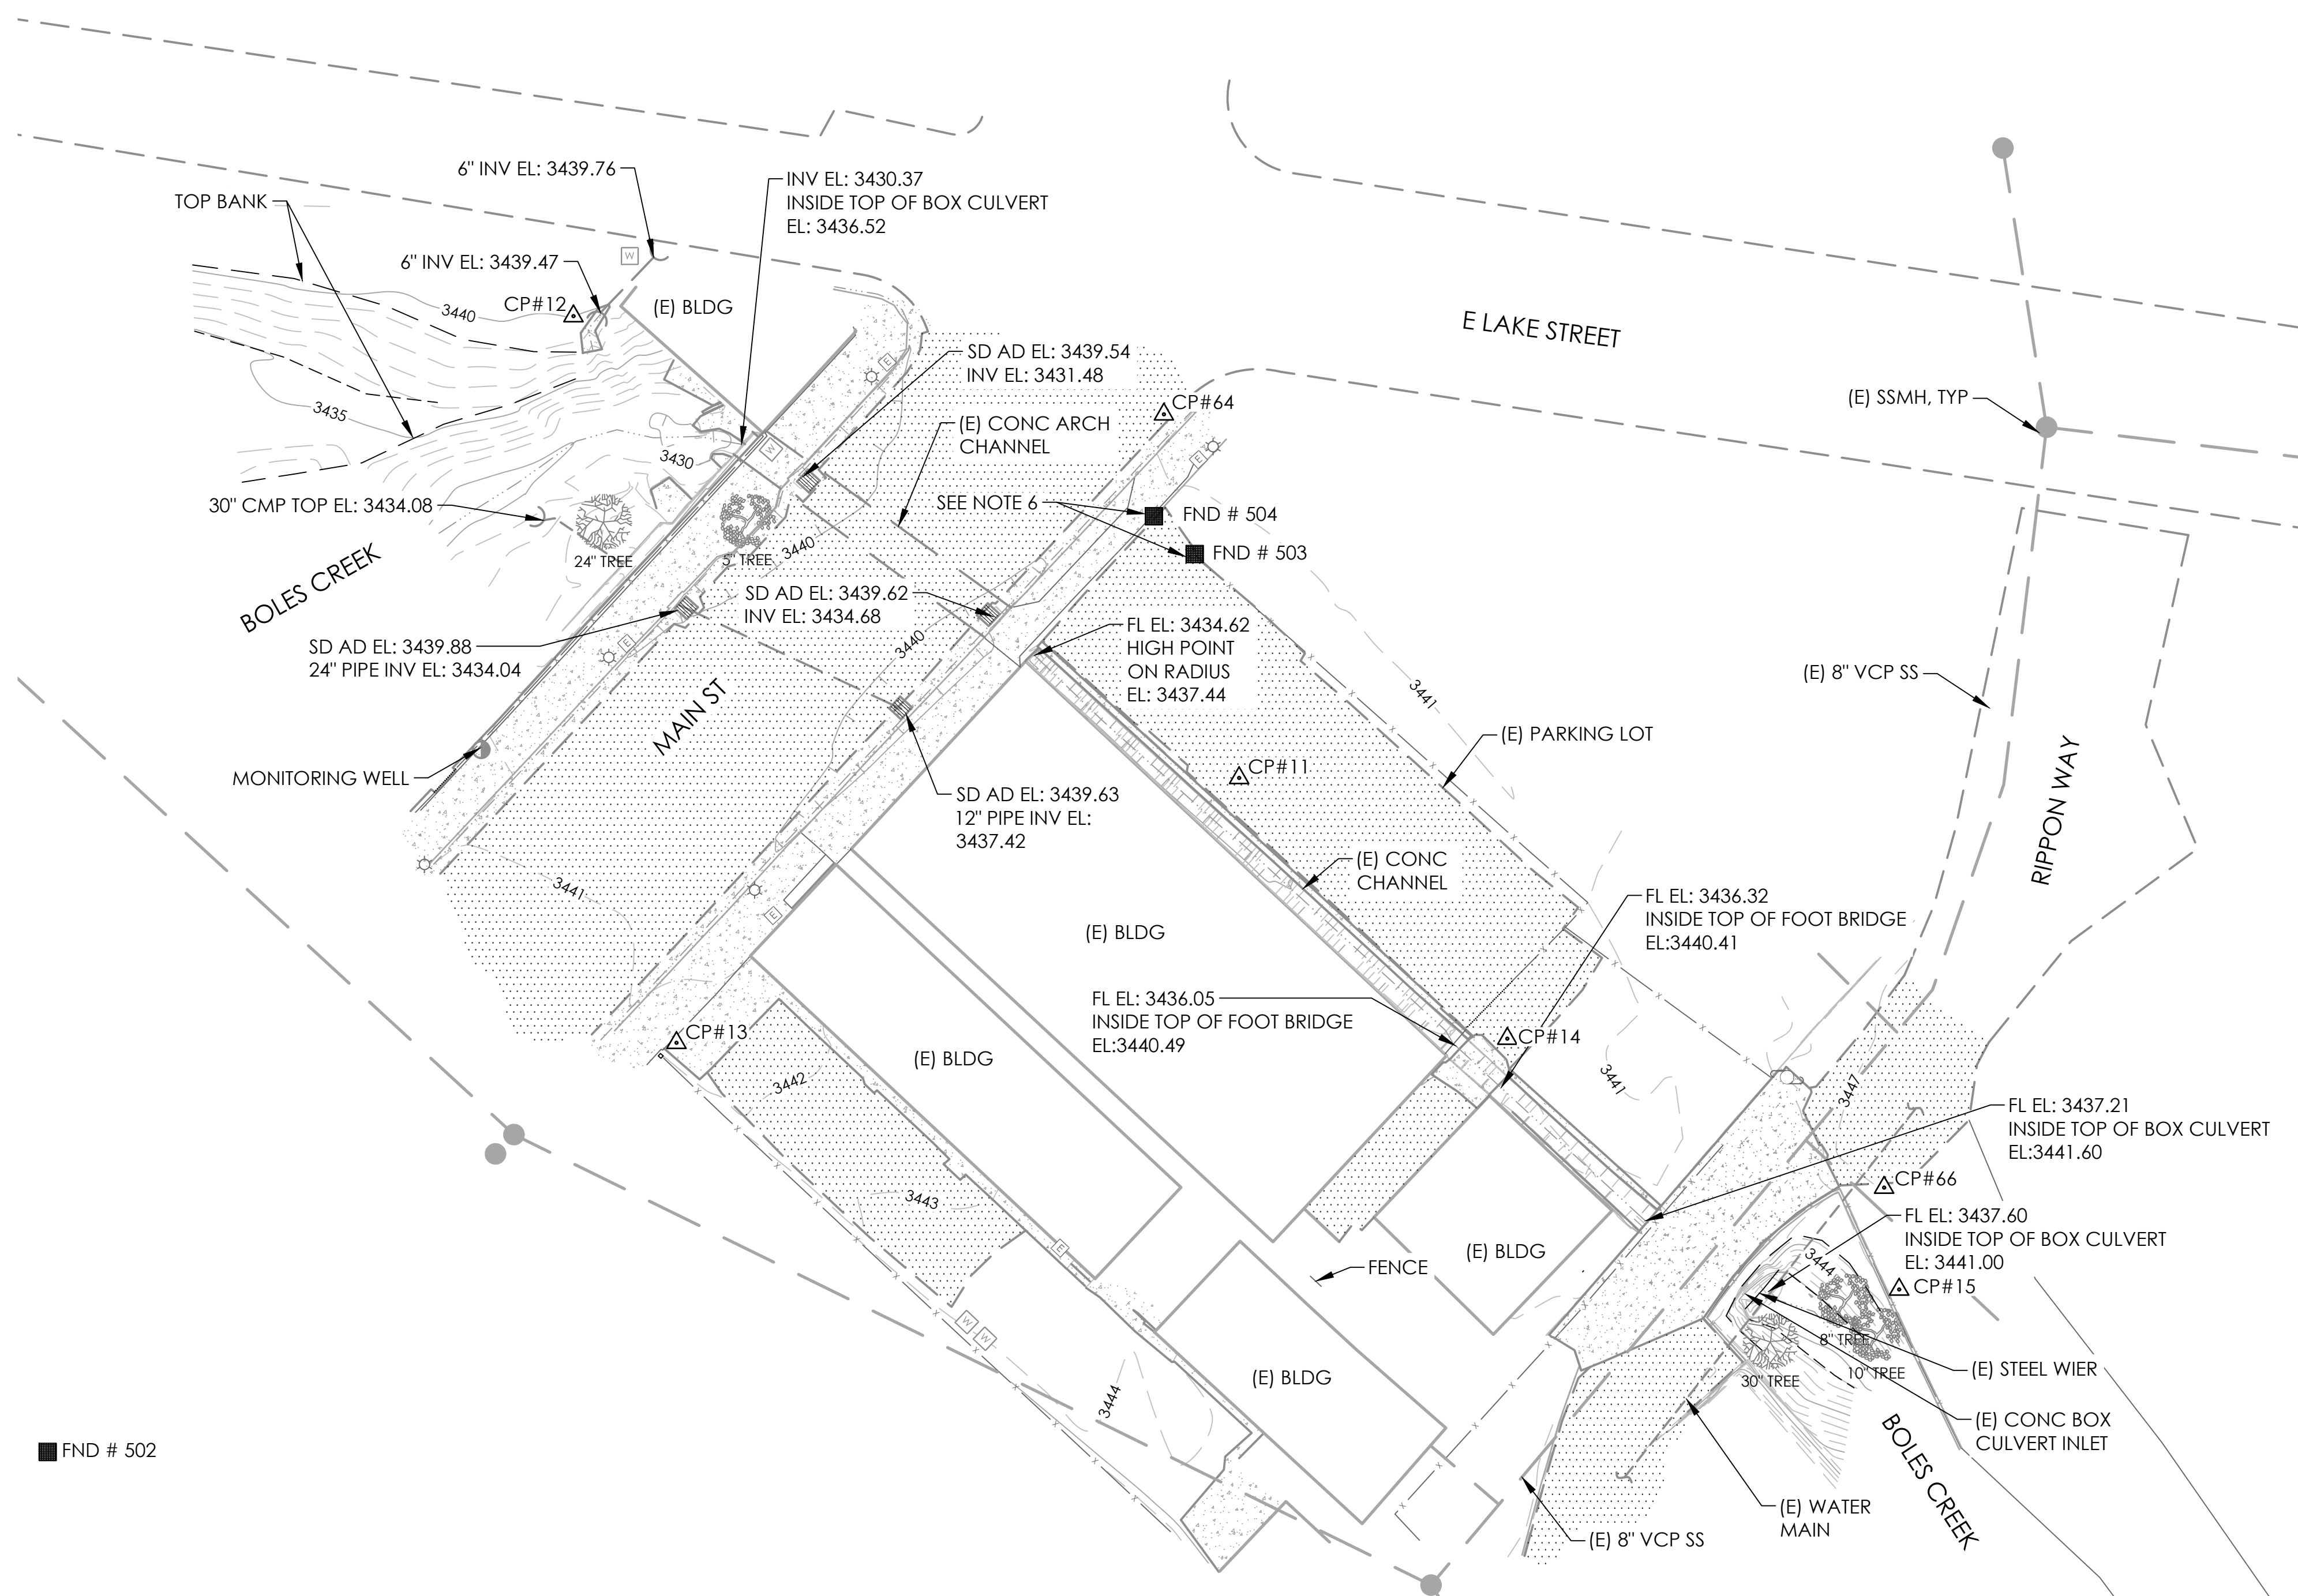 6" INV EL: 3439.76
INV EL: 3430.37
INSIDE TOP OF BOX CULVERT
EL: 3436.52
TOP BANK
W
6" INV EL: 3439.47
CP#12
(E) BLDG
3440
E LAKE STREET
SD AD EL: 3439.54
INV EL: 3431.48
E
3435
CP#64
(E) SSMH, TYP
(E) CONC ARCH
CHANNEL
W
3430
E
30" CMP TOP EL: 3434.08
SEE NOTE 6
FND # 504
FND # 503
24" TREE
5" TREE
3440
BOLES CREEK
SD AD EL: 3439.62
INV EL: 3434.68
FL EL: 3434.62
HIGH POINT
ON RADIUS
EL: 3437.44
SD AD EL: 3439.88
24" PIPE INV EL: 3434.04
E
3440
(E) 8" VCP SS
3441
MAIN ST
(E) PARKING LOT
MONITORING WELL
CP#11
RIPPON WAY
SD AD EL: 3439.63
12" PIPE INV EL:
3437.42
(E) CONC
CHANNEL
3441
E
FL EL: 3436.32
INSIDE TOP OF FOOT BRIDGE
EL:3440.41
(E) BLDG
FL EL: 3436.05
INSIDE TOP OF FOOT BRIDGE
EL:3440.49
CP#13
CP#14
(E) BLDG
3442
3441
3447
FL EL: 3437.21
INSIDE TOP OF BOX CULVERT
EL:3441.60
3443
CP#66
FL EL: 3437.60
INSIDE TOP OF BOX CULVERT
EL: 3441.00
E
(E) BLDG
FENCE
3444
CP#15
W
W
8" TREE
10" TREE
30" TREE
(E) STEEL WIER
(E) BLDG
3444
(E) CONC BOX
CULVERT INLET
BOLES CREEK
FND # 502
(E) WATER
MAIN
(E) 8" VCP SS